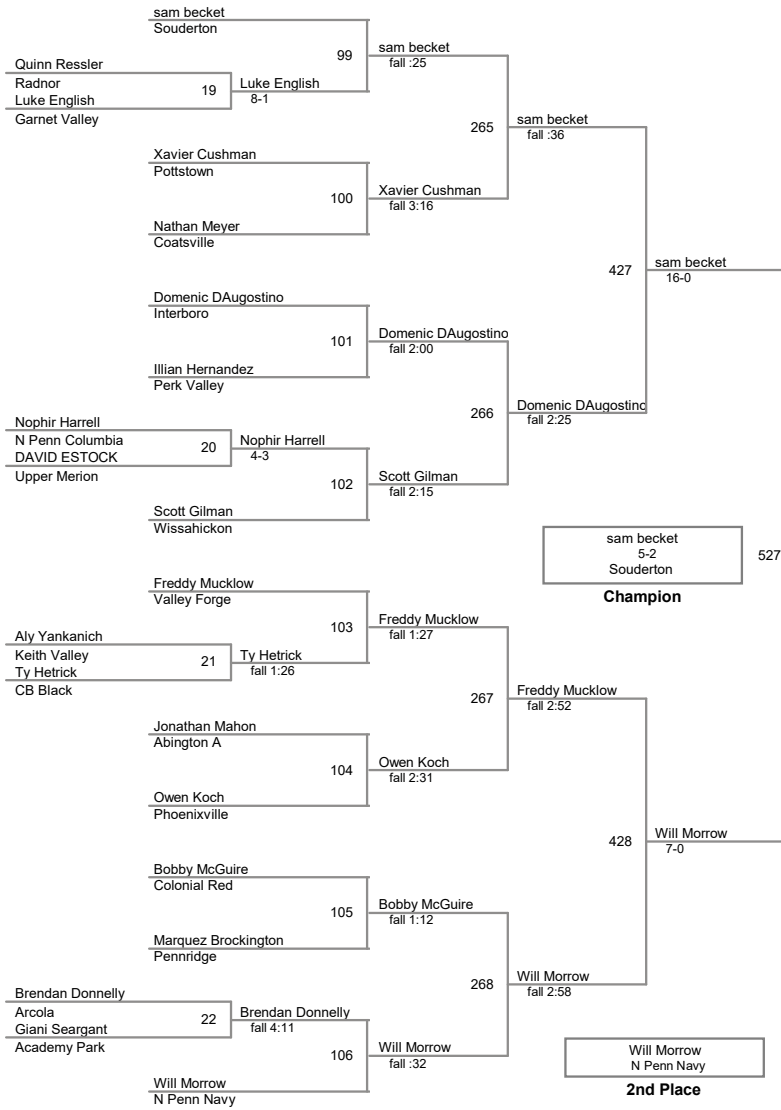 sam becket
Souderton
99
sam becket
fall :25
Quinn Ressler
Radnor
19
Luke English
8-1
Luke English
Garnet Valley
265
sam becket
fall :36
Xavier Cushman
Pottstown
100
Xavier Cushman
fall 3:16
Nathan Meyer
Coatsville
427
sam becket
16-0
Domenic DAugostino
Interboro
101
Domenic DAugostino
fall 2:00
Illian Hernandez
Perk Valley
266
Domenic DAugostino
fall 2:25
Nophir Harrell
N Penn Columbia
20
Nophir Harrell
4-3
DAVID ESTOCK
Upper Merion
102
Scott Gilman
fall 2:15
Scott Gilman
Wissahickon
sam becket
5-2
Souderton
527
Champion
Freddy Mucklow
Valley Forge
103
Freddy Mucklow
fall 1:27
Aly Yankanich
Keith Valley
21
Ty Hetrick
fall 1:26
Ty Hetrick
CB Black
267
Freddy Mucklow
fall 2:52
Jonathan Mahon
Abington A
104
Owen Koch
fall 2:31
Owen Koch
Phoenixville
428
Will Morrow
7-0
Bobby McGuire
Colonial Red
105
Bobby McGuire
fall 1:12
Marquez Brockington
Pennridge
268
Will Morrow
fall 2:58
Brendan Donnelly
Arcola
22
Brendan Donnelly
fall 4:11
Giani Seargant
Academy Park
106
Will Morrow
fall :32
Will Morrow
N Penn Navy
Will Morrow
N Penn Navy
2nd Place